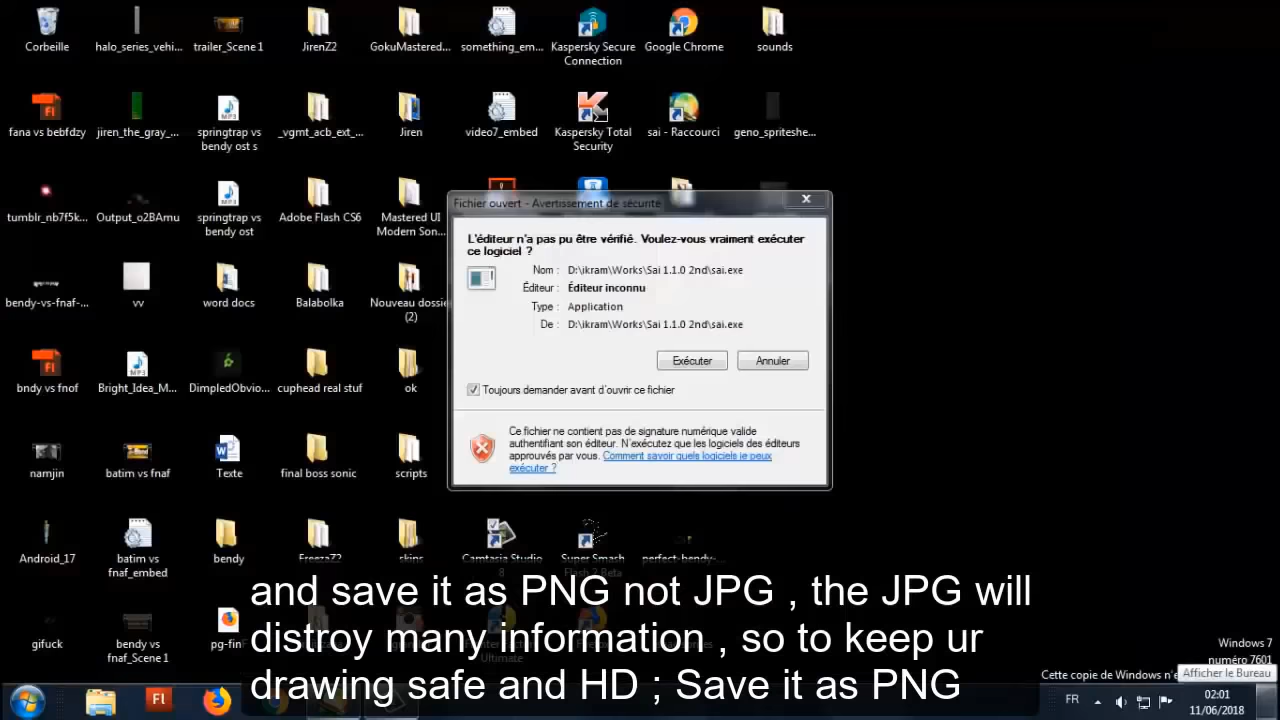 Corbeille
halo_series_vehi...
trailer_Scene1
JirenZ2
GokuMastered...
something_em...
Kaspersky Secure
Connection
Google Chrome
sounds
fana vs bebfdzy
jiren_the_gray_...
springtrap vs
bendy ost s
_vgmt_acb_ext_...
Jiren
video7_embed
Kaspersky Total
Security
sai - Raccourci
geno_spriteshe...
tumblr_nb7f5k...
Output_o2BAmu
springtrap vs
bendy ost
Adobe Flash CS6
Mastered UI
Modern Son...
bendy-vs-fnaf-...
vv
word docs
Balabolka
Nouveau dossie
(2)
bndy vs fnof
Bright_Idea_M...
DimpledObvio...
cuphead real stuf
ok
namjin
batim vs fnaf
Texte
final boss sonic
scripts
Android_17
batim vs
fnaf_embed
bendy
FreezaZ2
skins
Camtasia Studio
8
Super Smash
Flash 2 Beta
perfect-bendy-...
gifuck
bendy vs
fnaf_Scene1
pg-finF
Ultimate
Fichier ouvert - Avertissement de sécurité
L'éditeur n'a pas pu être vérifié. Voulez-vous vraiment exécuter
ce logiciel ?
Nom : D:\ikram\Works\Sai 1.1.0 2nd\sai.exe
Éditeur : Éditeur inconnu
Type : Application
De : D:\ikram\Works\Sai 1.1.0 2nd\sai.exe
Exécuter
Annuler
Toujours demander avant d'ouvrir ce fichier
Ce fichier ne contient pas de signature numérique valide
authentifiant son éditeur. N'exécutez que les logiciels des éditeurs
approuvés par vous. Comment savoir quels logiciels je peux
exécuter ?
and save it as PNG not JPG , the JPG will
distroy many information , so to keep ur
drawing safe and HD ; Save it as PNG
Windows 7
numéro 7601
Cette copie de Windows n'e
Afficher le Bureau
FR
02:01
11/06/2018